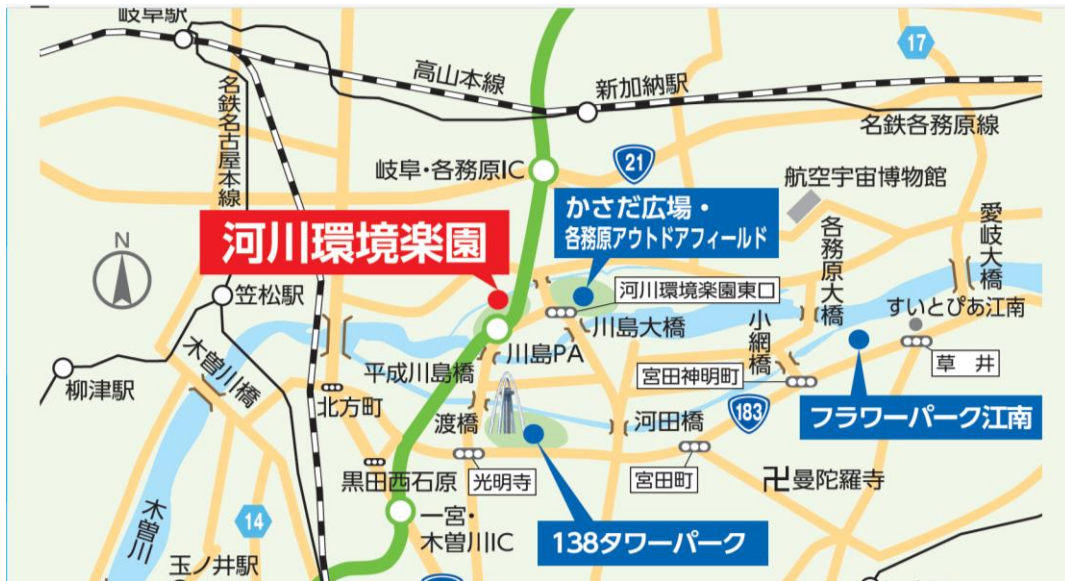 岐阜駅
17
高山本線
新加納駅
名鉄名古屋本線
名鉄各務原線
岐阜・各務原IC
21
航空宇宙博物館
かさだ広場・
各務原アウトドアフィールド
河川環境楽園
各務原大橋
愛岐大橋
N
笠松駅
河川環境楽園東口
すいとぴあ江南
川島大橋
小網橋
川島PA
草井
木曽川橋
平成川島橋
宮田神明町
柳津駅
北方町
183
フラワーパーク江南
渡橋
河田橋
黒田西石原
光明寺
宮田町
卍曼陀羅寺
木曽川
14
一宮・
木曽川IC
138タワーパーク
玉ノ井駅